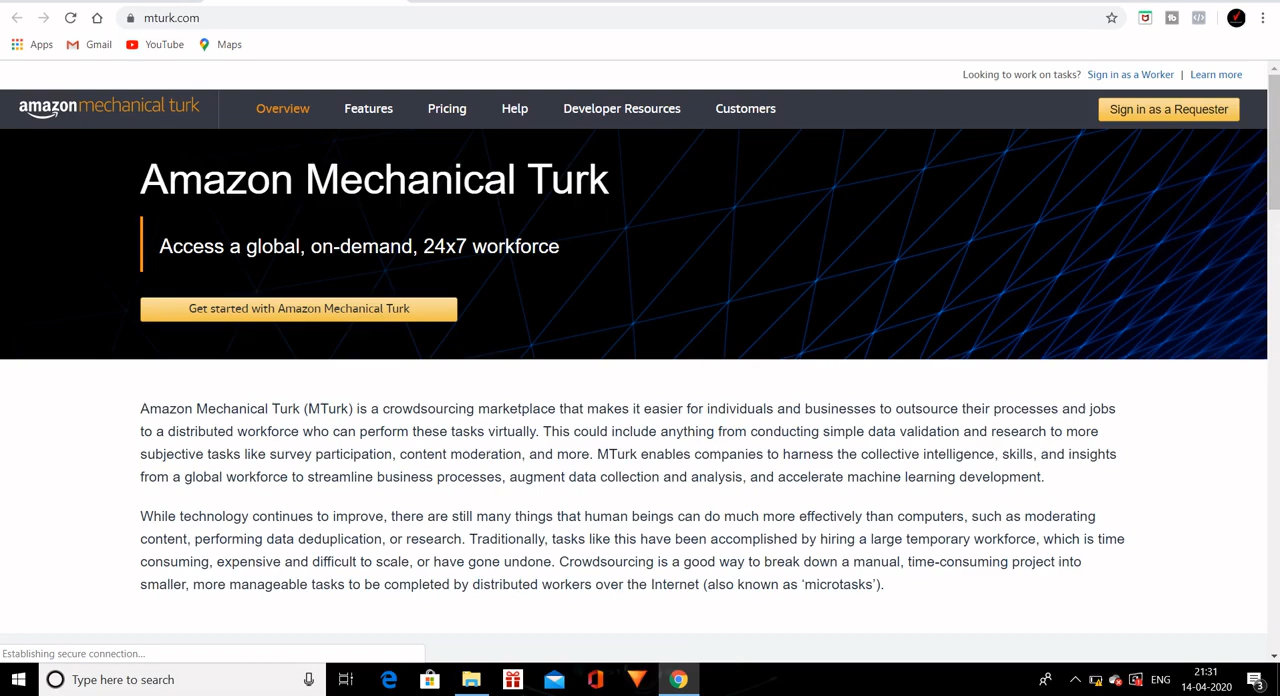 mturk.com
Apps Gmail YouTube Maps
Looking to work on tasks? Sign in as a Worker | Learn more
amazon mechanical turk Overview Features Pricing Help Developer Resources Customers Sign in as a Requester
Amazon Mechanical Turk
Access a global, on-demand, 24x7 workforce
Get started with Amazon Mechanical Turk
Amazon Mechanical Turk (MTurk) is a crowdsourcing marketplace that makes it easier for individuals and businesses to outsource their processes and jobs
to a distributed workforce who can perform these tasks virtually. This could include anything from conducting simple data validation and research to more
subjective tasks like survey participation, content moderation, and more. MTurk enables companies to harness the collective intelligence, skills, and insights
from a global workforce to streamline business processes, augment data collection and analysis, and accelerate machine learning development.
While technology continues to improve, there are still many things that human beings can do much more effectively than computers, such as moderating
content, performing data deduplication, or research. Traditionally, tasks like this have been accomplished by hiring a large temporary workforce, which is time
consuming, expensive and difficult to scale, or have gone undone. Crowdsourcing is a good way to break down a manual, time-consuming project into
smaller, more manageable tasks to be completed by distributed workers over the Internet (also known as ‘microtasks’).
Establishing secure connection...
Type here to search
ENG
21:31
14-04-2020
3